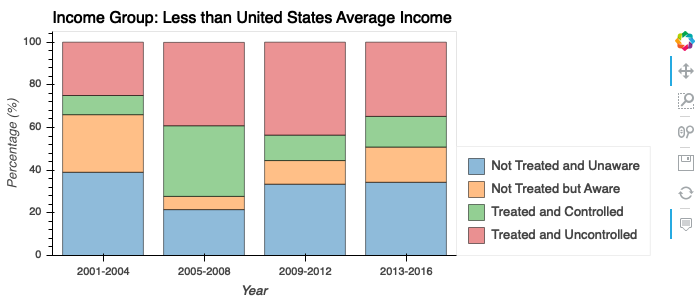 Income Group: Less than United States Average Income
Percentage (%)
100
80
60
40
20
0
2001-2004
2005-2008
2009-2012
2013-2016
Year
Not Treated and Unaware
Not Treated but Aware
Treated and Controlled
Treated and Uncontrolled